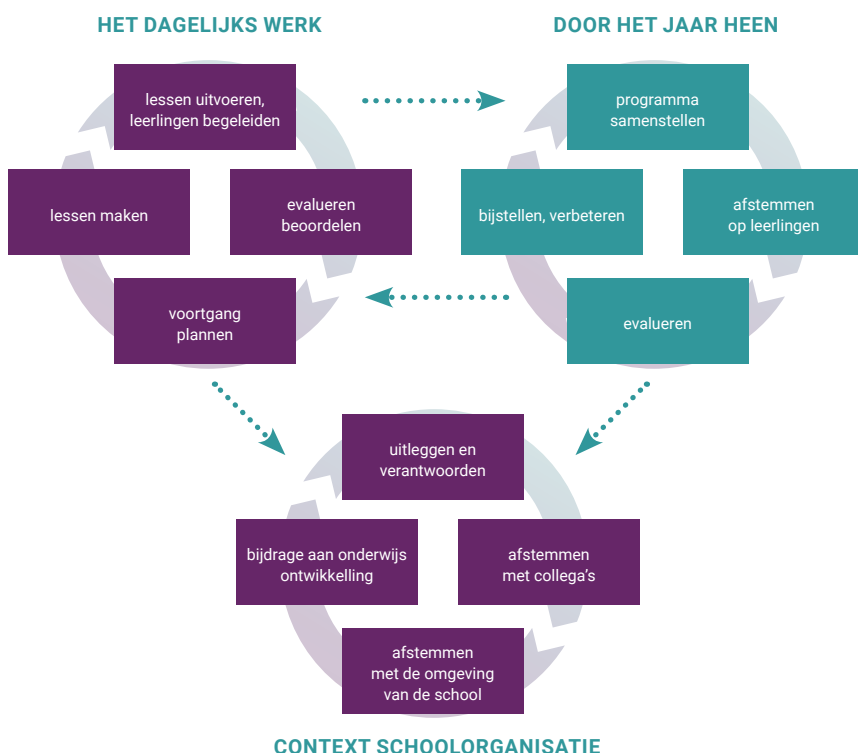 HET DAGELIJKS WERK
lessen uitvoeren,
leerlingen begeleiden
lessen maken
evalueren
beoordelen
voortgang
plannen
DOOR HET JAAR HEEN
programma
samenstellen
bijstellen, verbeteren
afstemmen
op leerlingen
evalueren
uitleggen en
verantwoorden
bijdrage aan onderwijs
ontwikkelling
afstemmen
met collega's
afstemmen
met de omgeving
van de school
CONTEXT SCHOOLORGANISATIE